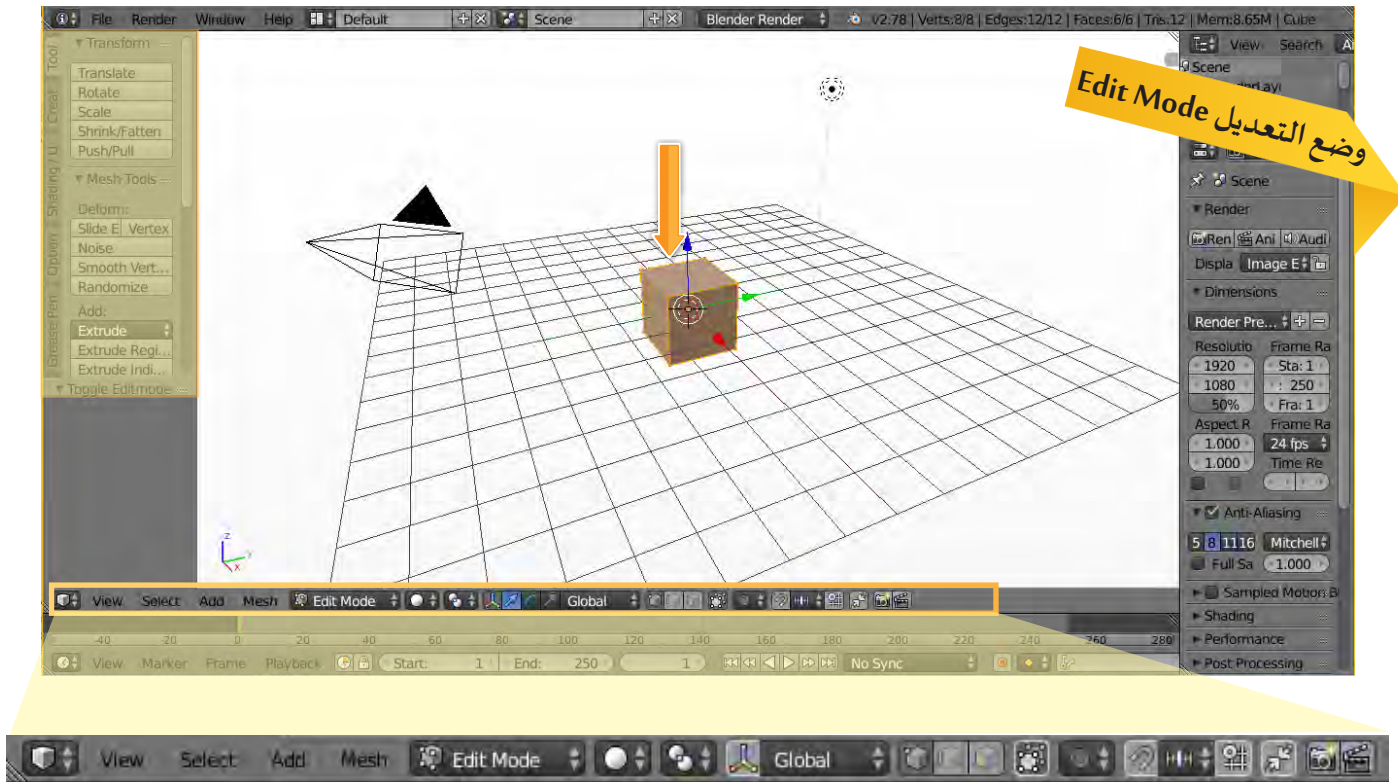 File Render Window Help Default Scene Blender Render v2.78 | Verts:8/8 | Edges:12/12 | Faces:6/6 | Tris:12 | Mem:8.65M | Cube
وضع التعديل Edit Mode
Tool
Creat
Shading / U
Option
Grease Pen
Transform
Translate
Rotate
Scale
Shrink/Fatten
Push/Pull
Mesh Tools
Deform:
Slide E Vertex
Noise
Smooth Vert...
Randomize
Add:
Extrude
Extrude Regi...
Extrude Indi...
Toggle Editmode
z
y
x
View Search
Scene
Scene
Render
Ren Ani Audi
Displa Image E
Dimensions
Render Pre...
Resolutio Frame Ra
1920 Sta: 1
1080 : 250
50% Fra: 1
Aspect R Frame Ra
1.000 24 fps
1.000 Time Re
Anti-Aliasing
5 8 11 16 Mitchell
Full Sa 1.000
Sampled Motion B
Shading
Performance
Post Processing
View Select Add Mesh Edit Mode Global
-40 -20 0 20 40 60 80 100 120 140 160 180 200 220 240 260 280
View Marker Frame Playback Start: 1 End: 250 1 No Sync
View Select Add Mesh Edit Mode Global